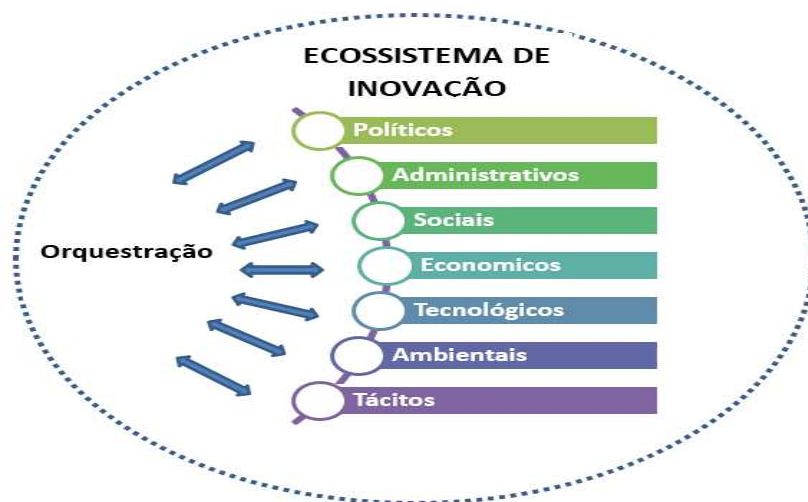 ECOSSISTEMA DE
INOVAÇÃO
Políticos
Administrativos
Sociais
Orquestração
Economicos
Tecnológicos
Ambientais
Tácitos